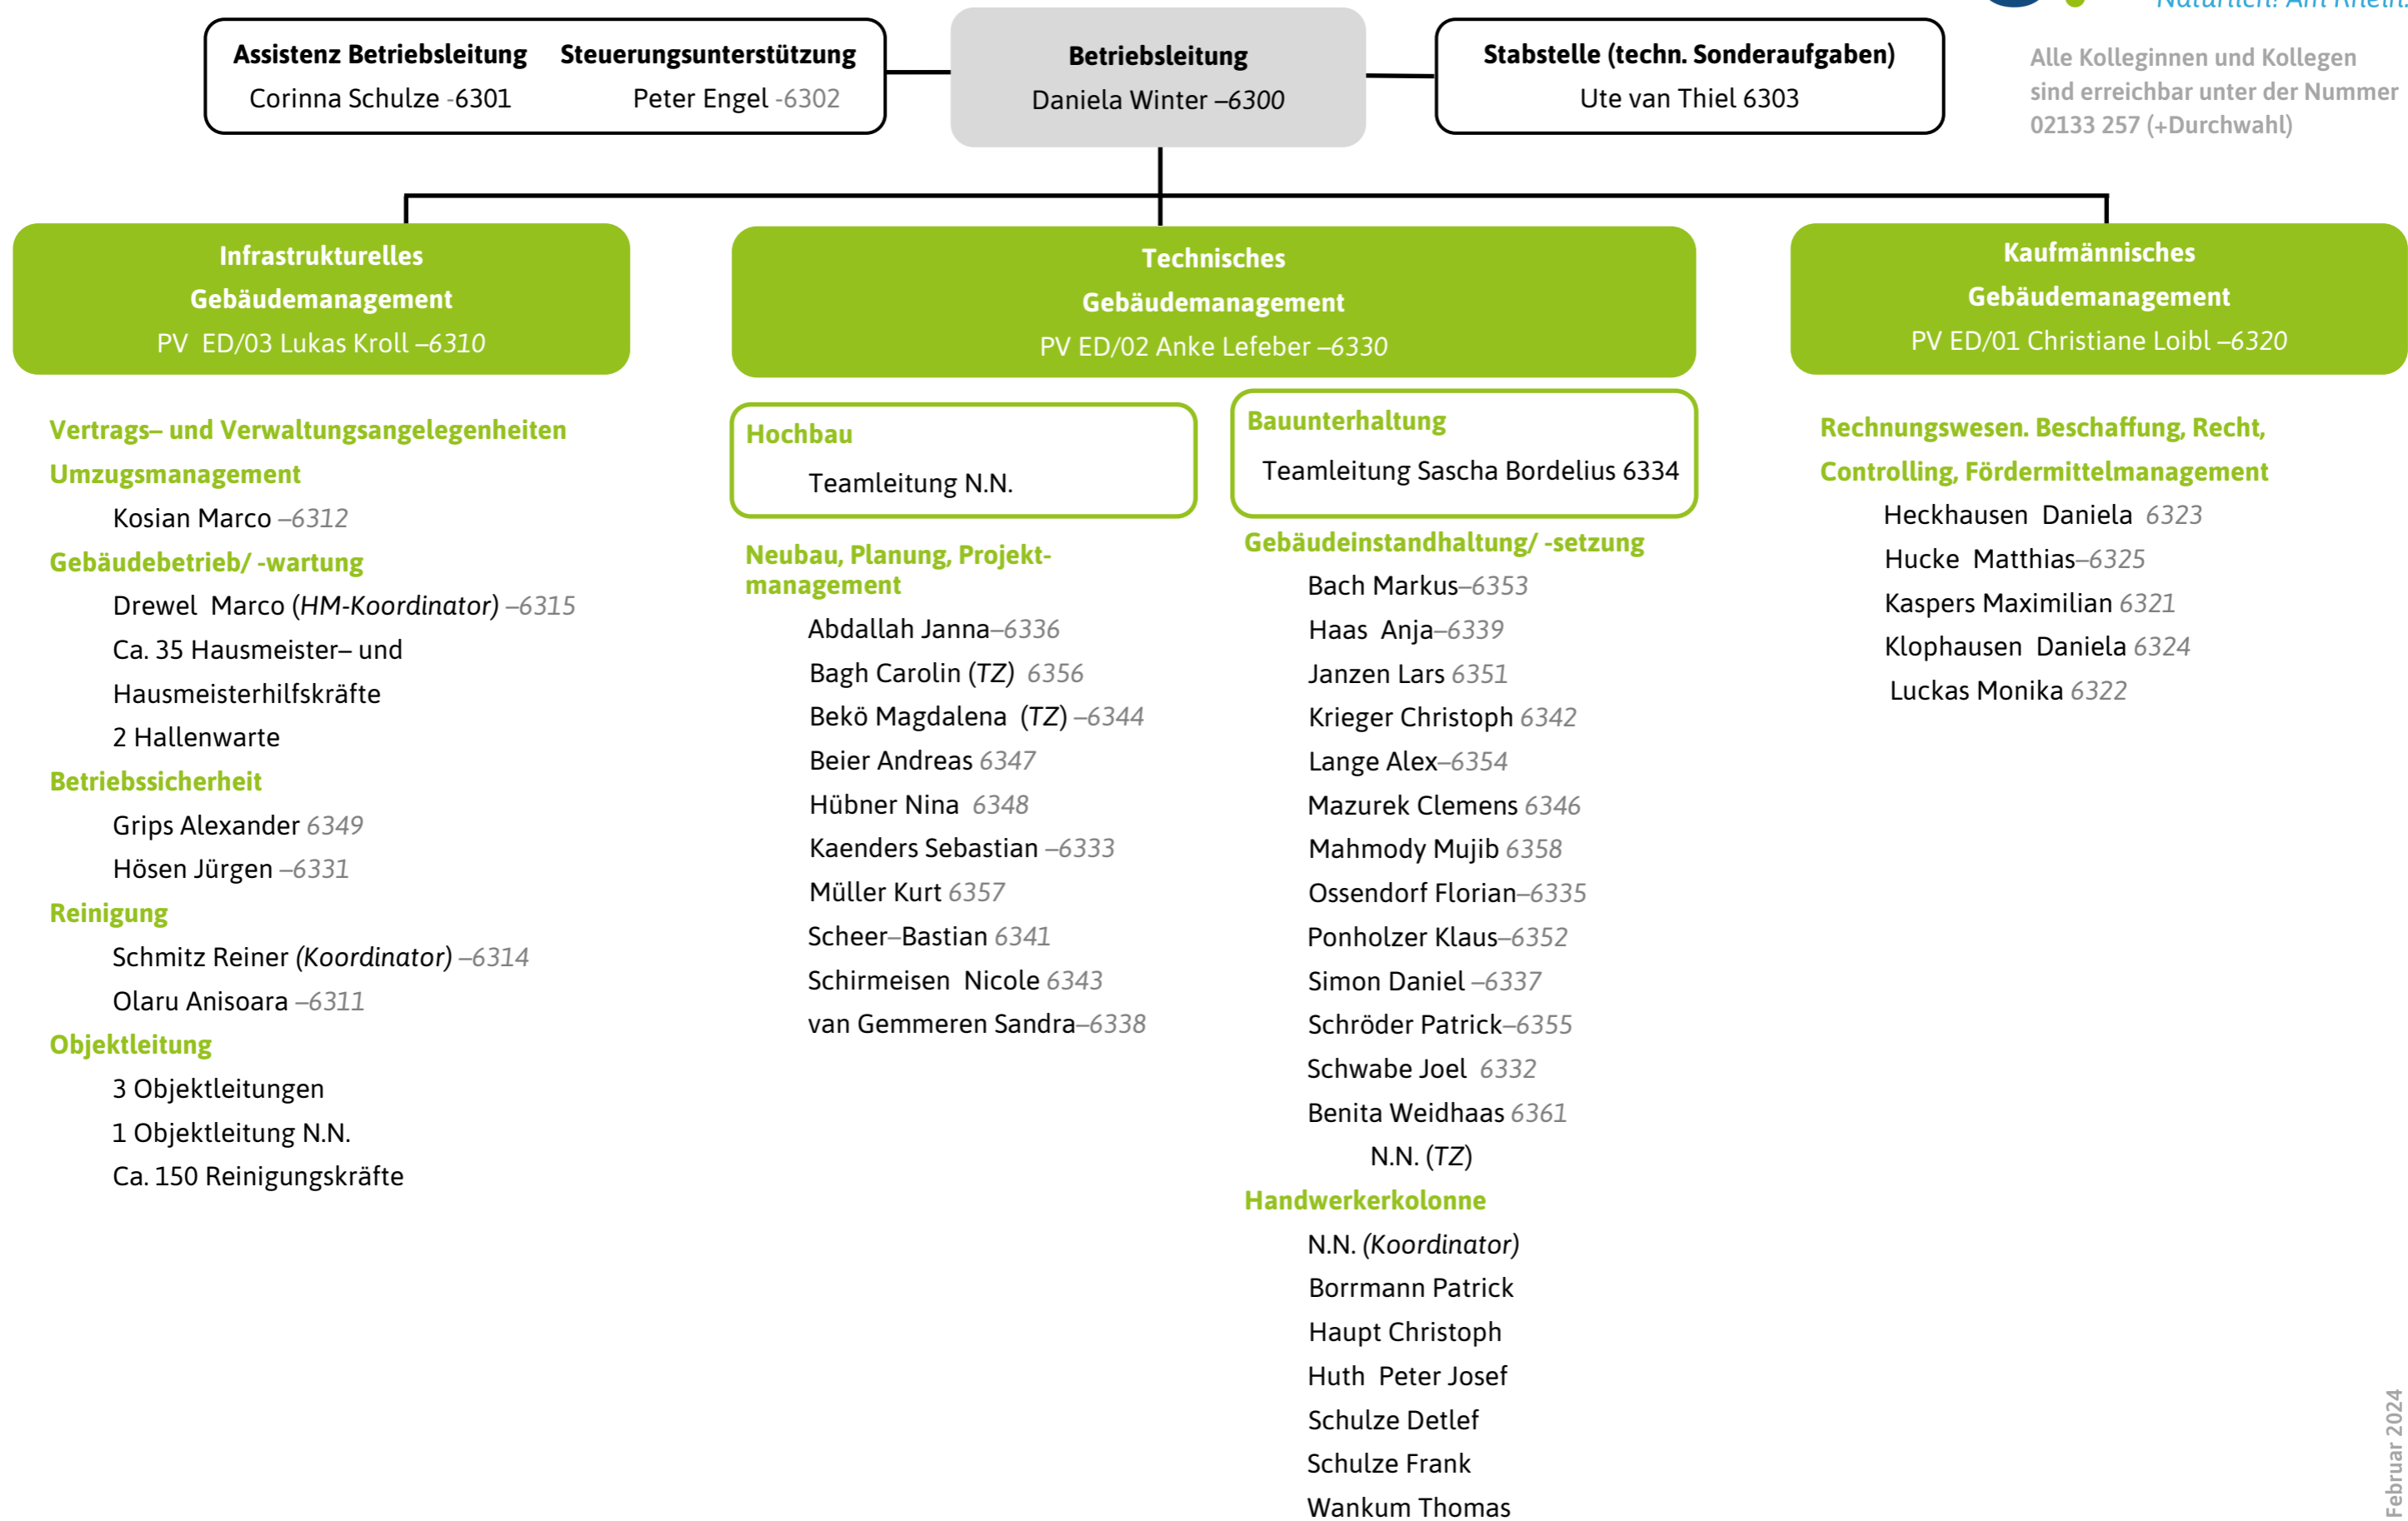 Natürlich! Am Rhein.
Assistenz Betriebsleitung Steuerungsunterstützung
Corinna Schulze -6301 Peter Engel -6302
Betriebsleitung
Daniela Winter –6300
Stabstelle (techn. Sonderaufgaben)
Ute van Thiel 6303
Alle Kolleginnen und Kollegen
sind erreichbar unter der Nummer
02133 257 (+Durchwahl)
Infrastrukturelles
Gebäudemanagement
PV ED/03 Lukas Kroll –6310
Vertrags– und Verwaltungsangelegenheiten
Umzugsmanagement
Kosian Marco –6312
Gebäudebetrieb/ -wartung
Drewel Marco (HM-Koordinator) –6315
Ca. 35 Hausmeister– und
Hausmeisterhilfskräfte
2 Hallenwarte
Betriebssicherheit
Grips Alexander 6349
Hösen Jürgen –6331
Reinigung
Schmitz Reiner (Koordinator) –6314
Olaru Anisoara –6311
Objektleitung
3 Objektleitungen
1 Objektleitung N.N.
Ca. 150 Reinigungskräfte
Technisches
Gebäudemanagement
PV ED/02 Anke Lefeber –6330
Hochbau
Teamleitung N.N.
Neubau, Planung, Projekt-
management
Abdallah Janna–6336
Bagh Carolin (TZ) 6356
Bekö Magdalena (TZ) –6344
Beier Andreas 6347
Hübner Nina 6348
Kaenders Sebastian –6333
Müller Kurt 6357
Scheer–Bastian 6341
Schirmeisen Nicole 6343
van Gemmeren Sandra–6338
Bauunterhaltung
Teamleitung Sascha Bordelius 6334
Gebäudeinstandhaltung/ -setzung
Bach Markus–6353
Haas Anja–6339
Janzen Lars 6351
Krieger Christoph 6342
Lange Alex–6354
Mazurek Clemens 6346
Mahmody Mujib 6358
Ossendorf Florian–6335
Ponholzer Klaus–6352
Simon Daniel –6337
Schröder Patrick–6355
Schwabe Joel 6332
Benita Weidhaas 6361
N.N. (TZ)
Handwerkerkolonne
N.N. (Koordinator)
Borrmann Patrick
Haupt Christoph
Huth Peter Josef
Schulze Detlef
Schulze Frank
Wankum Thomas
Kaufmännisches
Gebäudemanagement
PV ED/01 Christiane Loibl –6320
Rechnungswesen. Beschaffung, Recht,
Controlling, Fördermittelmanagement
Heckhausen Daniela 6323
Hucke Matthias–6325
Kaspers Maximilian 6321
Klophausen Daniela 6324
Luckas Monika 6322
Februar 2024